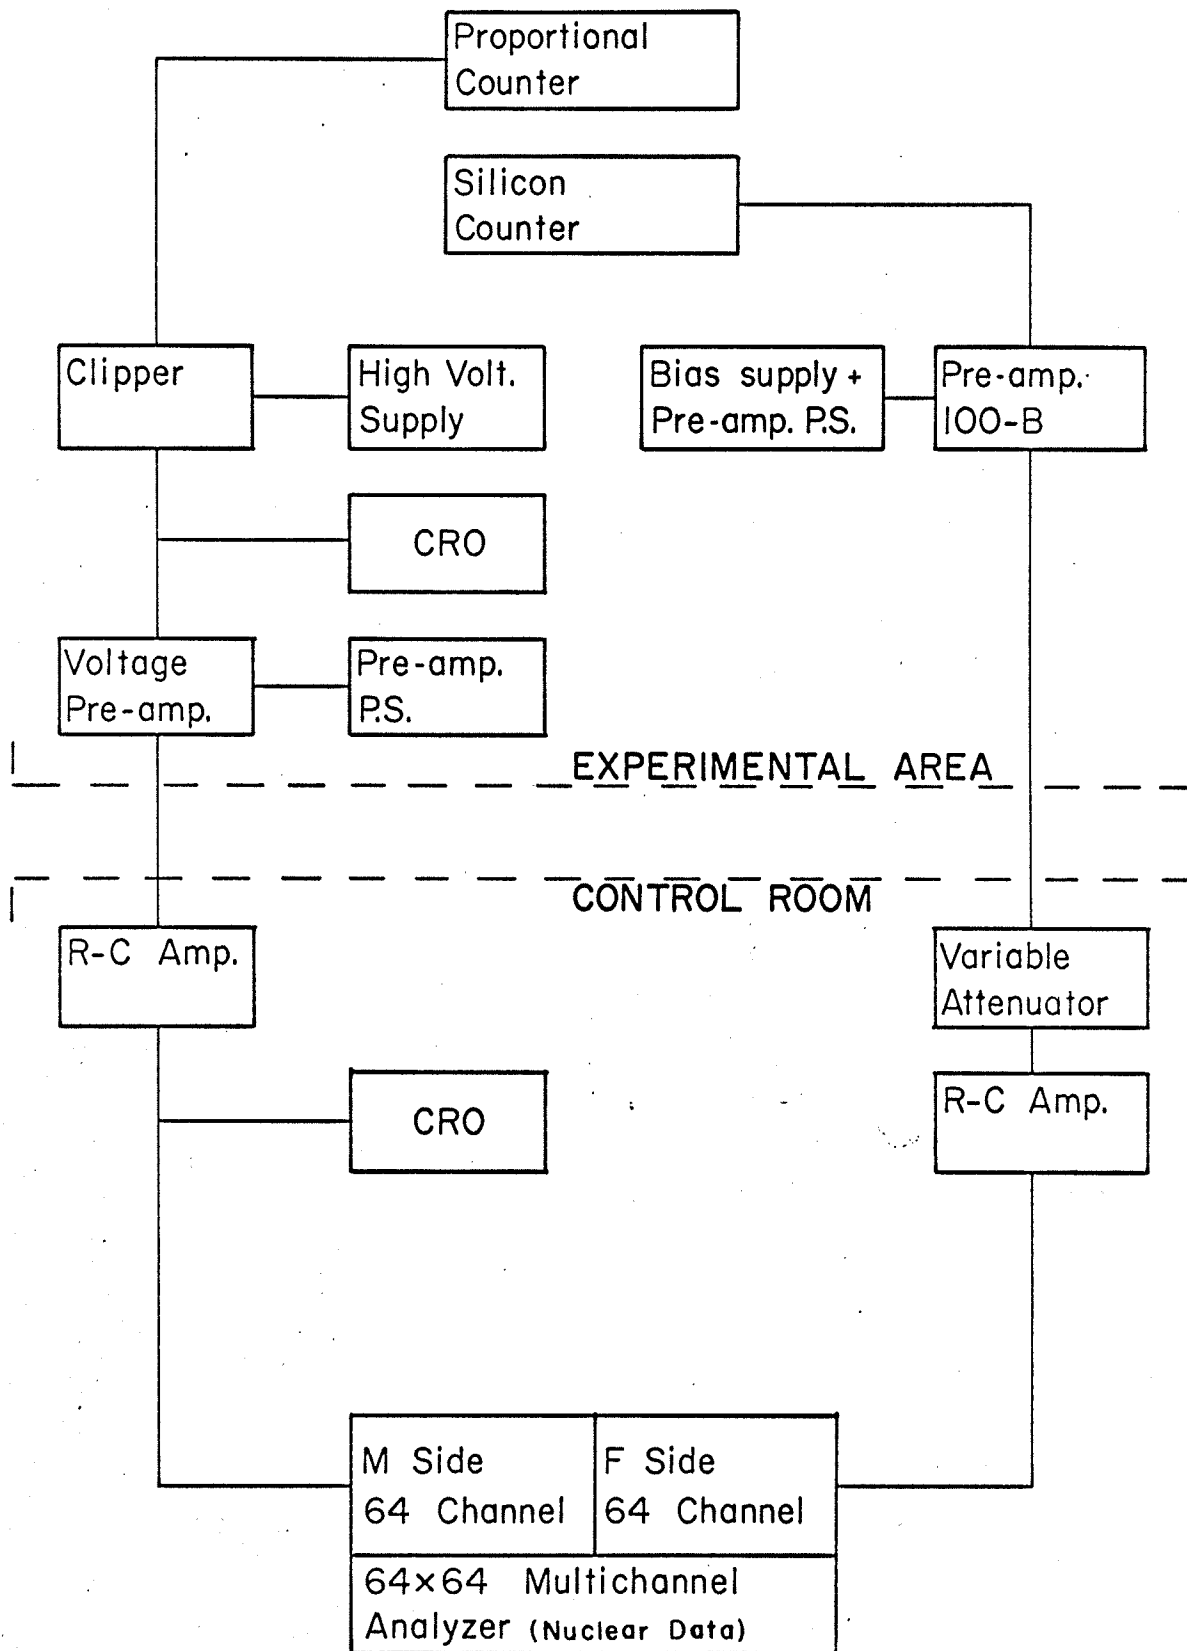 Proportional
Counter
Silicon
Counter
Clipper
High Volt.
Supply
Bias supply +
Pre-amp. P.S.
Pre-amp.
100-B
CRO
Voltage
Pre-amp.
Pre-amp.
P.S.
EXPERIMENTAL AREA
CONTROL ROOM
R-C Amp.
Variable
Attenuator
CRO
R-C Amp.
M Side
64 Channel
F Side
64 Channel
64×64 Multichannel
Analyzer (Nuclear Data)